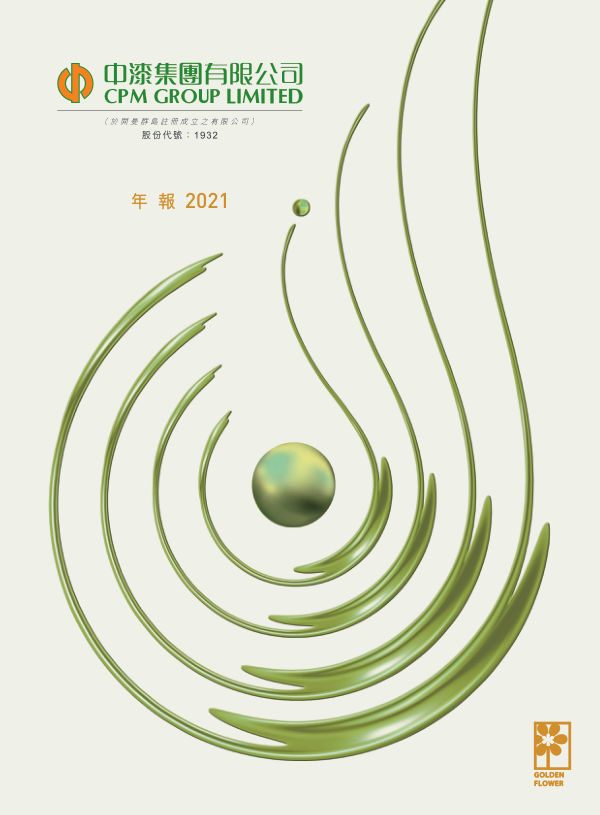 中漆集團有限公司
CPM GROUP LIMITED
（於開曼群島註冊成立之有限公司）
股份代號：1932
年報 2021
GOLDEN
FLOWER